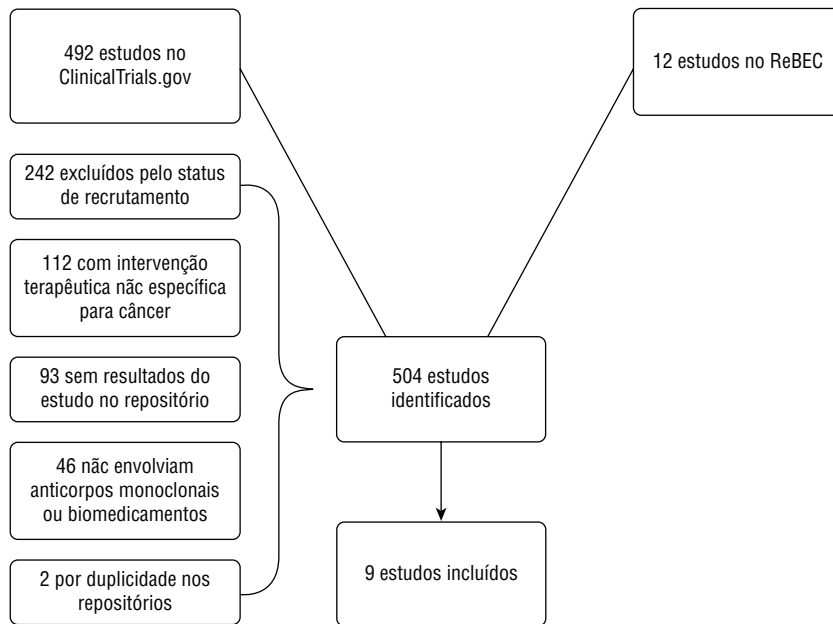 492 estudos no
ClinicalTrials.gov
12 estudos no ReBEC
242 excluídos pelo status
de recrutamento
112 com intervenção
terapêutica nãc específica
para câncer
93 sem resultados do
estudo no repositório
46 nãc envolviam
anticorpos monoclonais
ou biomedicamentos
2 por duplicidade nos
repositórios
504 estudos
identificados
9 estudos incluídos